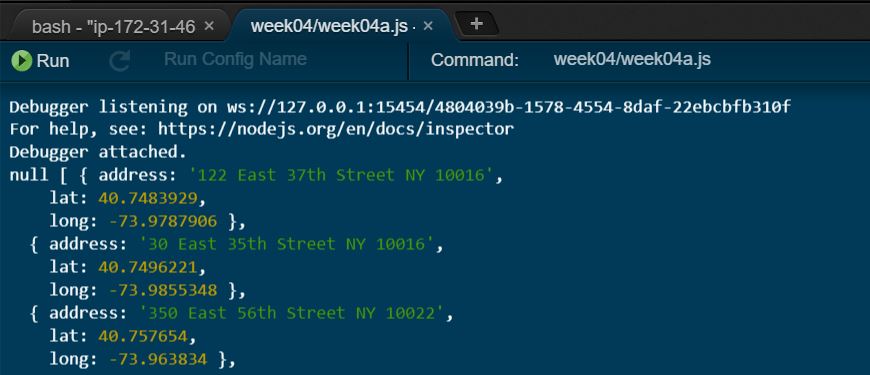 bash - "ip-172-31-46
week04/week04a.js -
Run
Run Config Name
Command:
week04/week04a.js
Debugger listening on ws://127.0.0.1:15454/4804039b-1578-4554-8daf-22ebcbfb310f
For help, see: https://nodejs.org/en/docs/inspector
Debugger attached.
null [ { address: '122 East 37th Street NY 10016',
lat: 40.7483929,
long: -73.9787906 },
{ address: '30 East 35th Street NY 10016',
lat: 40.7496221,
long: -73.9855348 },
{ address: '350 East 56th Street NY 10022',
lat: 40.757654,
long: -73.963834 },